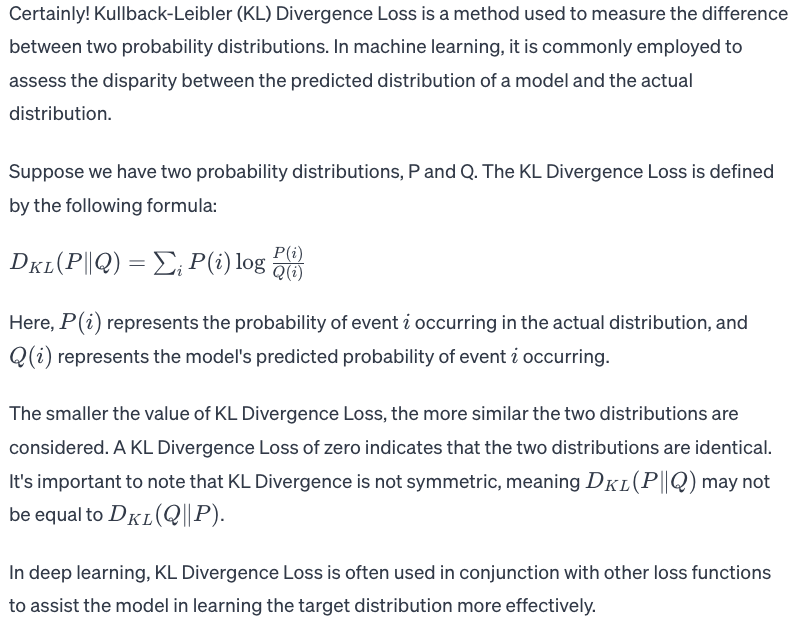 Certainly! Kullback-Leibler (KL) Divergence Loss is a method used to measure the difference
between two probability distributions. In machine learning, it is commonly employed to
assess the disparity between the predicted distribution of a model and the actual
distribution.
Suppose we have two probability distributions, P and Q. The KL Divergence Loss is defined
by the following formula:
D_{KL}(P‖Q) = ∑_i P(i) log \frac{P(i)}{Q(i)}
Here, P(i) represents the probability of event i occurring in the actual distribution, and
Q(i) represents the model's predicted probability of event i occurring.
The smaller the value of KL Divergence Loss, the more similar the two distributions are
considered. A KL Divergence Loss of zero indicates that the two distributions are identical.
It's important to note that KL Divergence is not symmetric, meaning D_{KL}(P‖Q) may not
be equal to D_{KL}(Q‖P).
In deep learning, KL Divergence Loss is often used in conjunction with other loss functions
to assist the model in learning the target distribution more effectively.